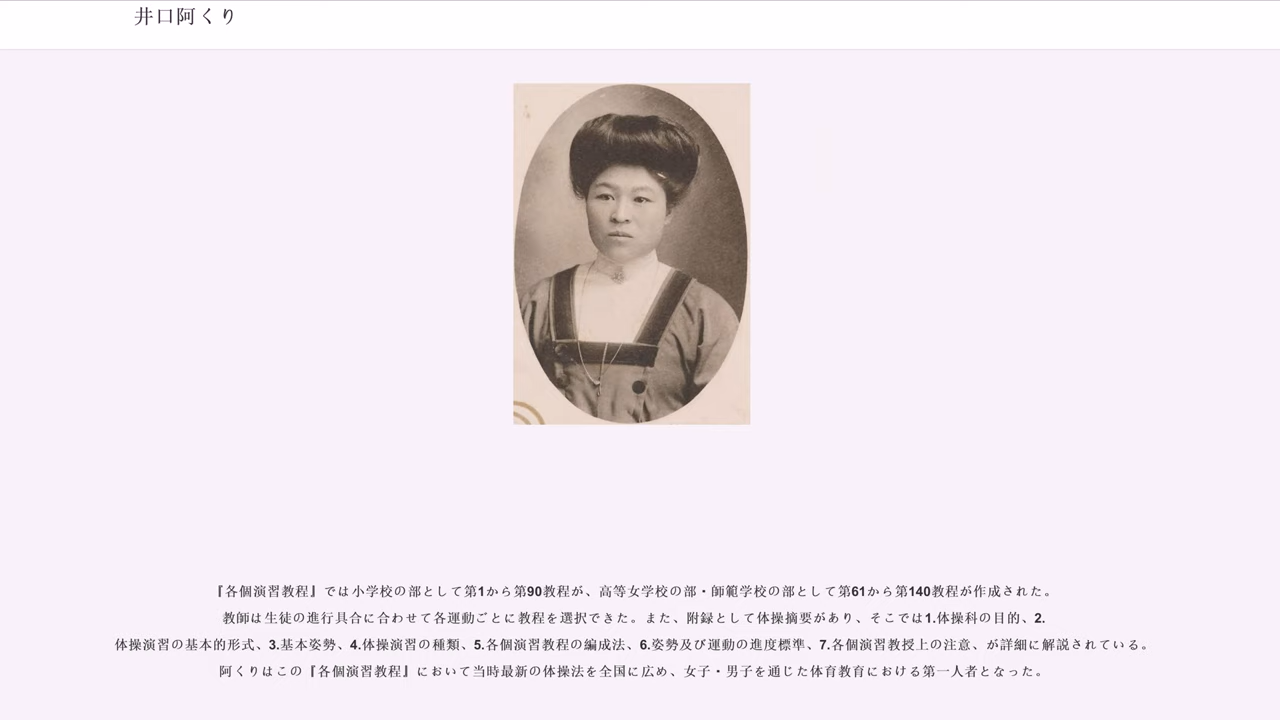 井口阿くり
『各個演習教程』では小学校の部として第1から第90教程が、高等女学校の部・師範学校の部として第61から第140教程が作成された。
教師は生徒の進行具合に合わせて各運動ごとに教程を選択できた。また、附録として体操摘要があり、そこでは1.体操科の目的、2.
体操演習の基本的形式、3.基本姿勢、4.体操演習の種類、5.各個演習教程の編成法、6.姿勢及び運動の進度標準、7.各個演習教授上の注意、が詳細に解説されている。
阿くりはこの『各個演習教程』において当時最新の体操法を全国に広め、女子・男子を通じた体育教育における第一人者となった。